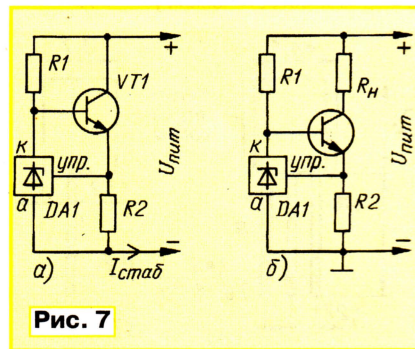 R1
VT1
+
к
упр.
Uпит
а
DA1
R2
−
а)
Iстаб
R1
Rн
+
к
упр.
Uпит
а
DA1
R2
−
б)
Рис. 7